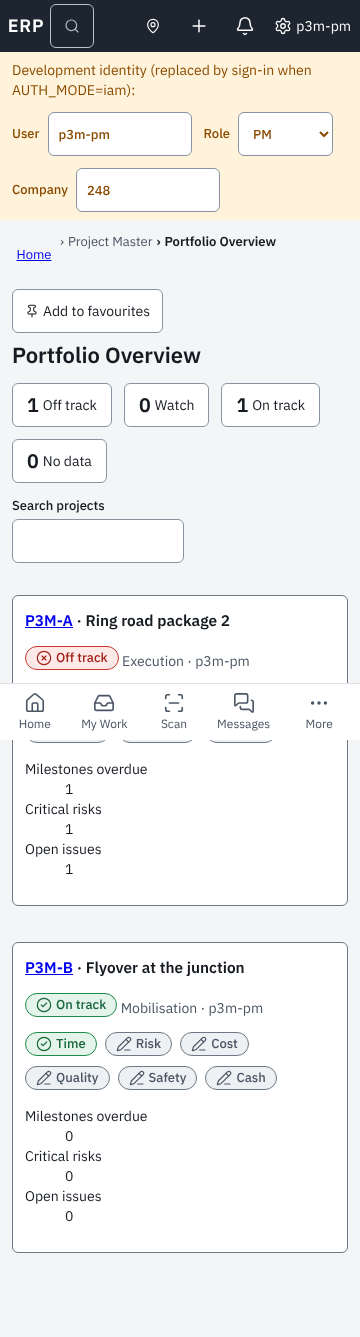 ERP p3m-pm
Development identity (replaced by sign-in when
AUTH_MODE=iam):
User p3m-pm Role PM
Company 248
Home › Project Master › Portfolio Overview
Add to favourites
Portfolio Overview
1 Off track 0 Watch 1 On track
0 No data
Search projects
P3M-A · Ring road package 2
Off track Execution · p3m-pm
Home My Work Scan Messages More
Milestones overdue
1
Critical risks
1
Open issues
1
P3M-B · Flyover at the junction
On track Mobilisation · p3m-pm
Time Risk Cost
Quality Safety Cash
Milestones overdue
0
Critical risks
0
Open issues
0